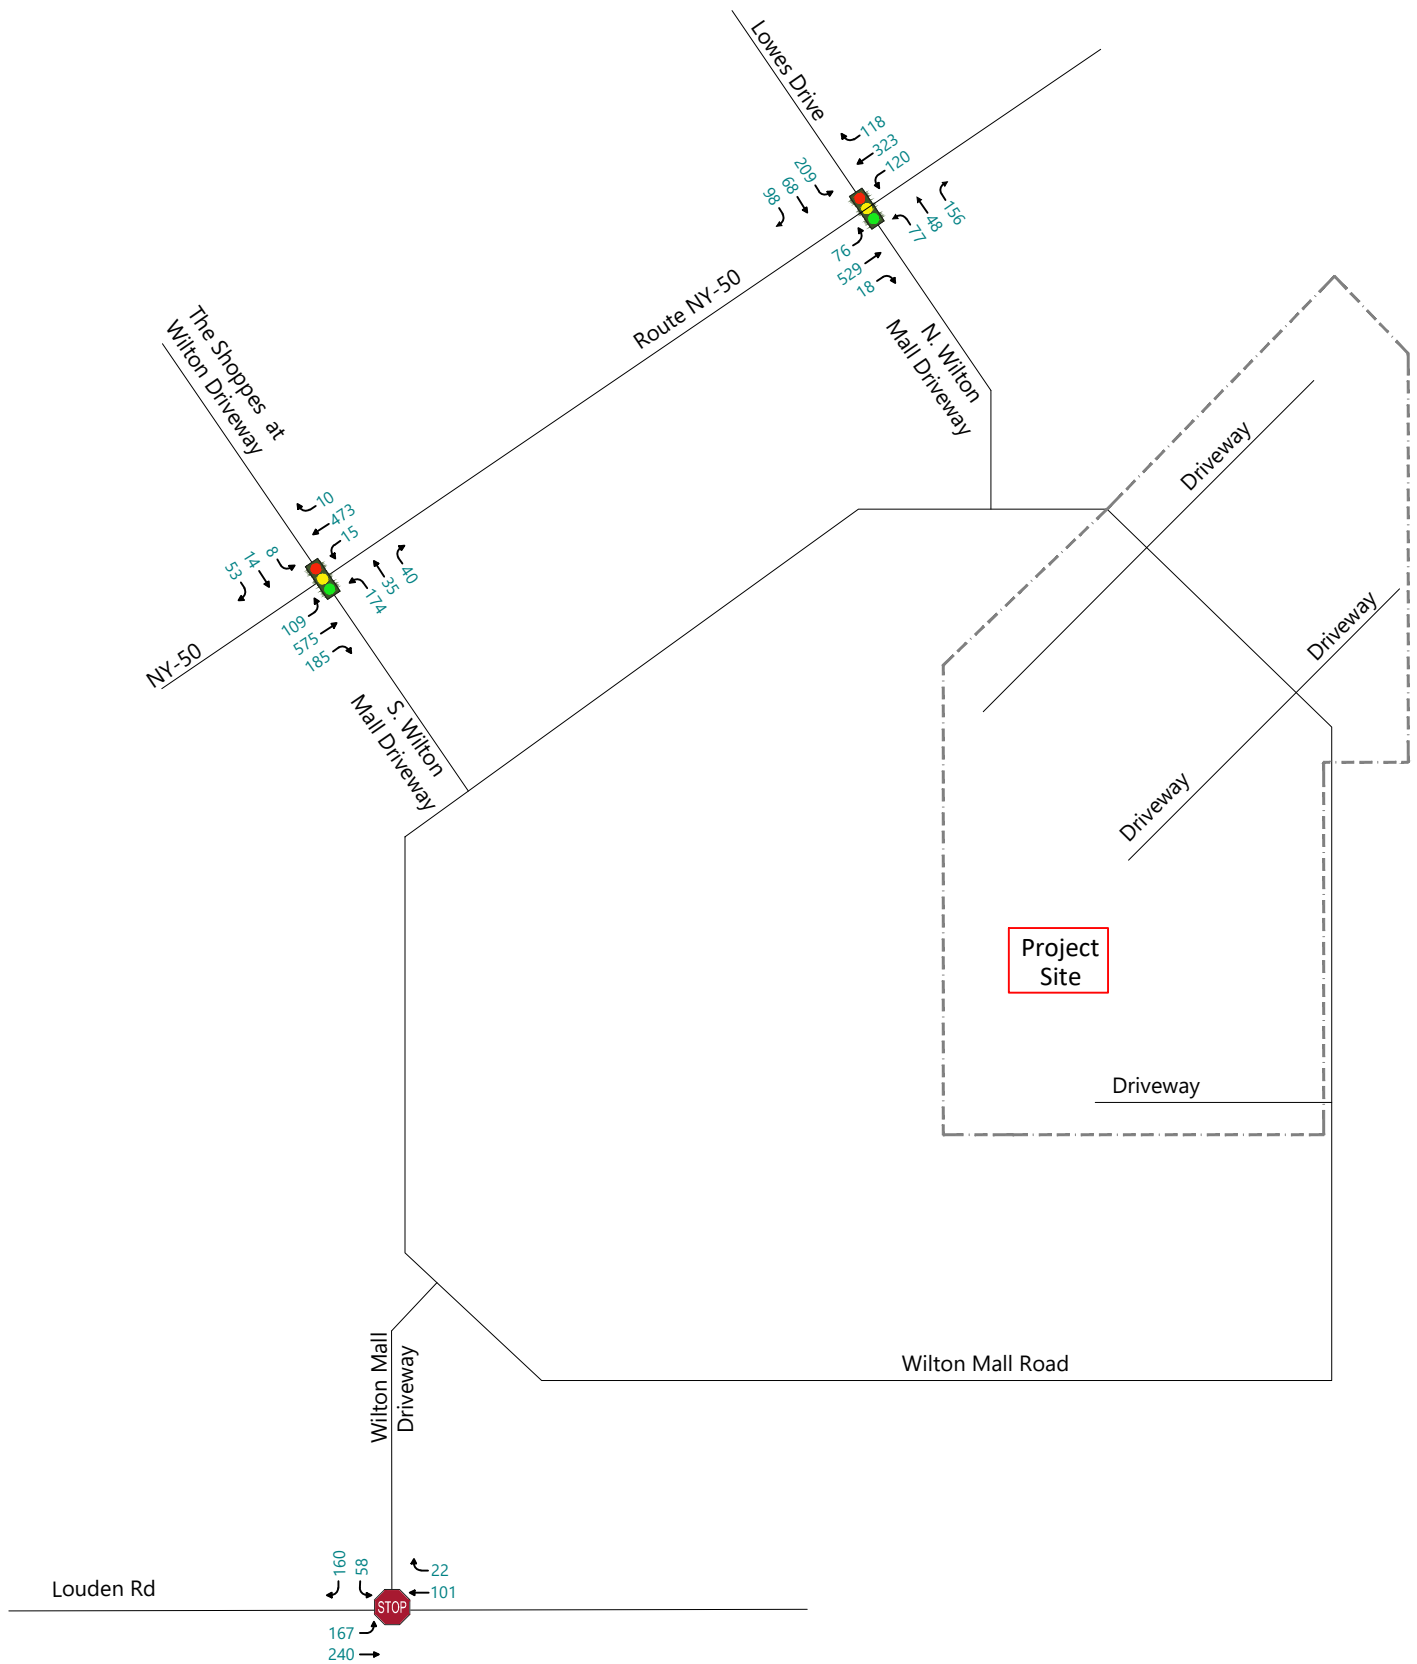 Lowes Drive
118
323
120
209
68
98
156
48
77
76
529
18
Route NY-50
N. Wilton
Mall Driveway
The Shoppes at
Wilton Driveway
10
473
15
8
14
53
40
35
174
109
575
185
NY-50
S. Wilton
Mall Driveway
Driveway
Driveway
Driveway
Project
Site
Driveway
Wilton Mall Road
Wilton Mall
Driveway
160
58
22
101
Louden Rd
STOP
167
240